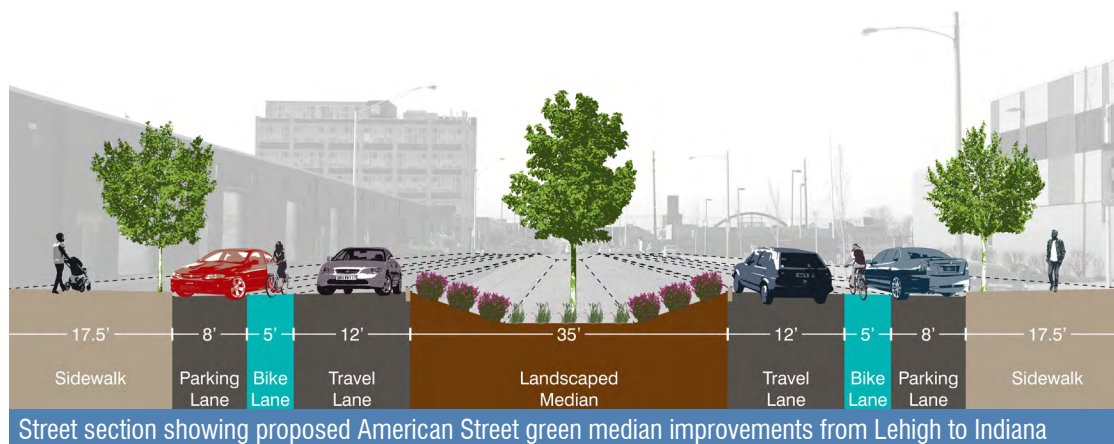 17.5’ 8’ 5’ 12’ 35’ 12’ 5’ 8’ 17.5’
Sidewalk Parking Bike Travel Landscaped Travel Bike Parking Sidewalk
Lane Lane Lane Median Lane Lane Lane
Street section showing proposed American Street green median improvements from Lehigh to Indiana